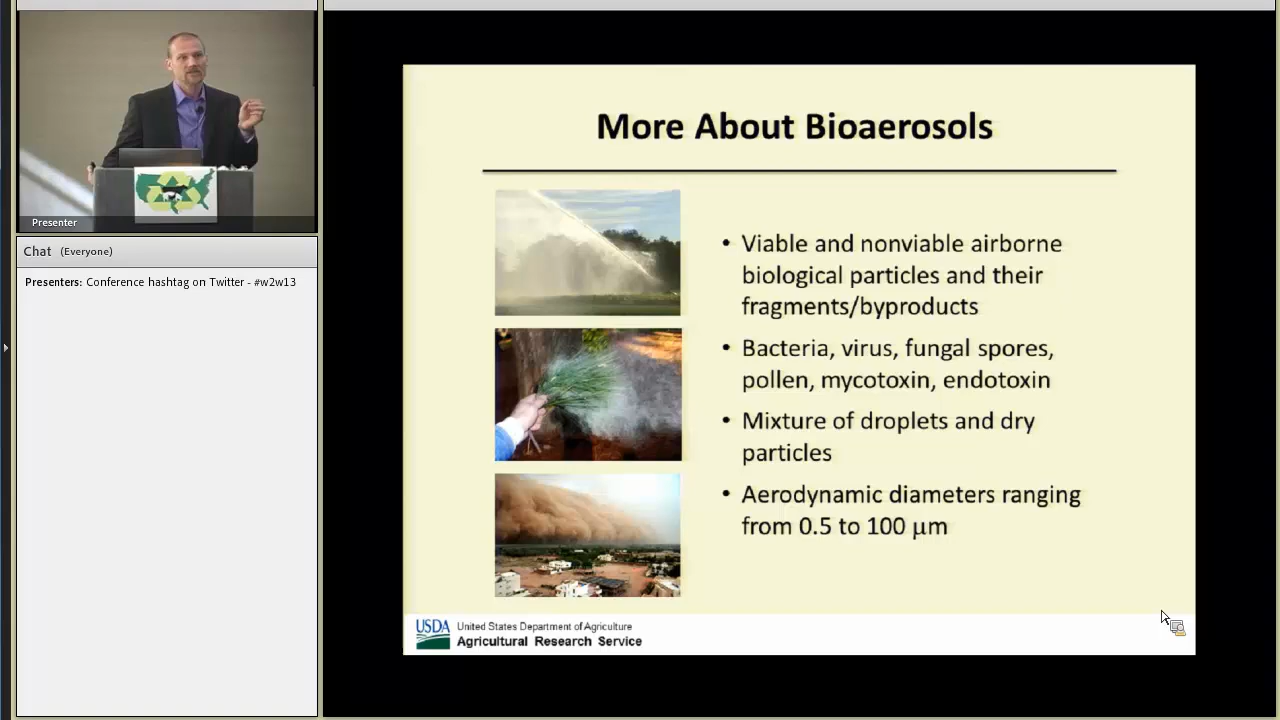 Presenter
Chat (Everyone)
Presenters: Conference hashtag on Twitter - #w2w13
More About Bioaerosols
• Viable and nonviable airborne
biological particles and their
fragments/byproducts
• Bacteria, virus, fungal spores,
pollen, mycotoxin, endotoxin
• Mixture of droplets and dry
particles
• Aerodynamic diameters ranging
from 0.5 to 100 µm
USDA
United States Department of Agriculture
Agricultural Research Service